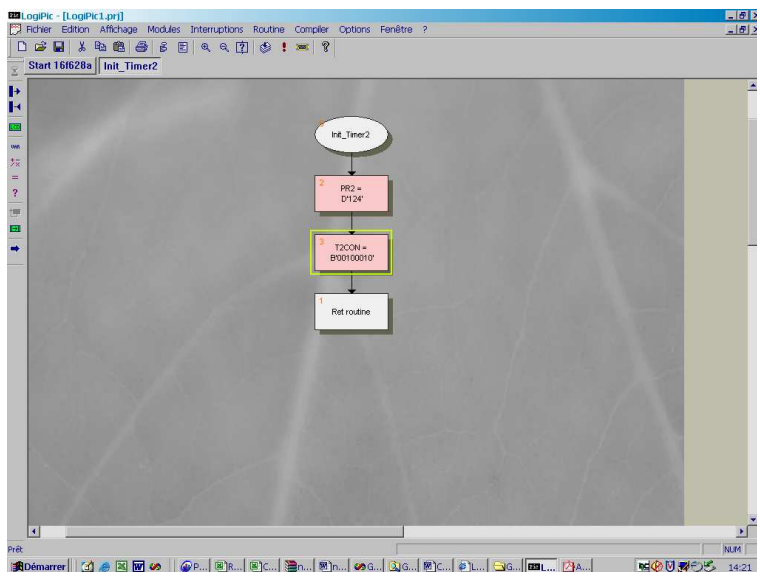 LogiPic - [LogiPic1.prj]
Fichier Edition Affichage Modules Interruptions Routine Compiler Options Fenêtre ?
Start 16f628a Init_Timer2
Init_Timer2
2
PR2 =
D'124'
3
T2CON =
B'00100010'
1
Ret routine
Prêt NUM
Démarrer P... R... C... n... n... G... G... C... L... G... L... A... 14:21